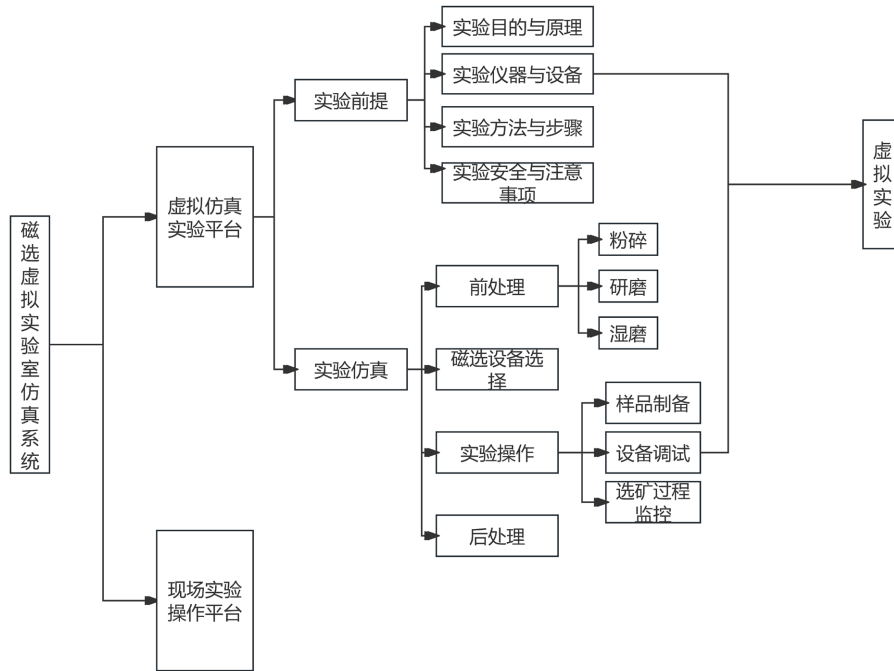 磁选虚拟实验室仿真系统
虚拟仿真
实验平台
现场实验
操作平台
实验前提
实验目的与原理
实验仪器与设备
实验方法与步骤
实验安全与注意
事项
实验仿真
前处理
粉碎
研磨
湿磨
磁选设备选
择
实验操作
样品制备
设备调试
选矿过程
监控
后处理
虚拟实验